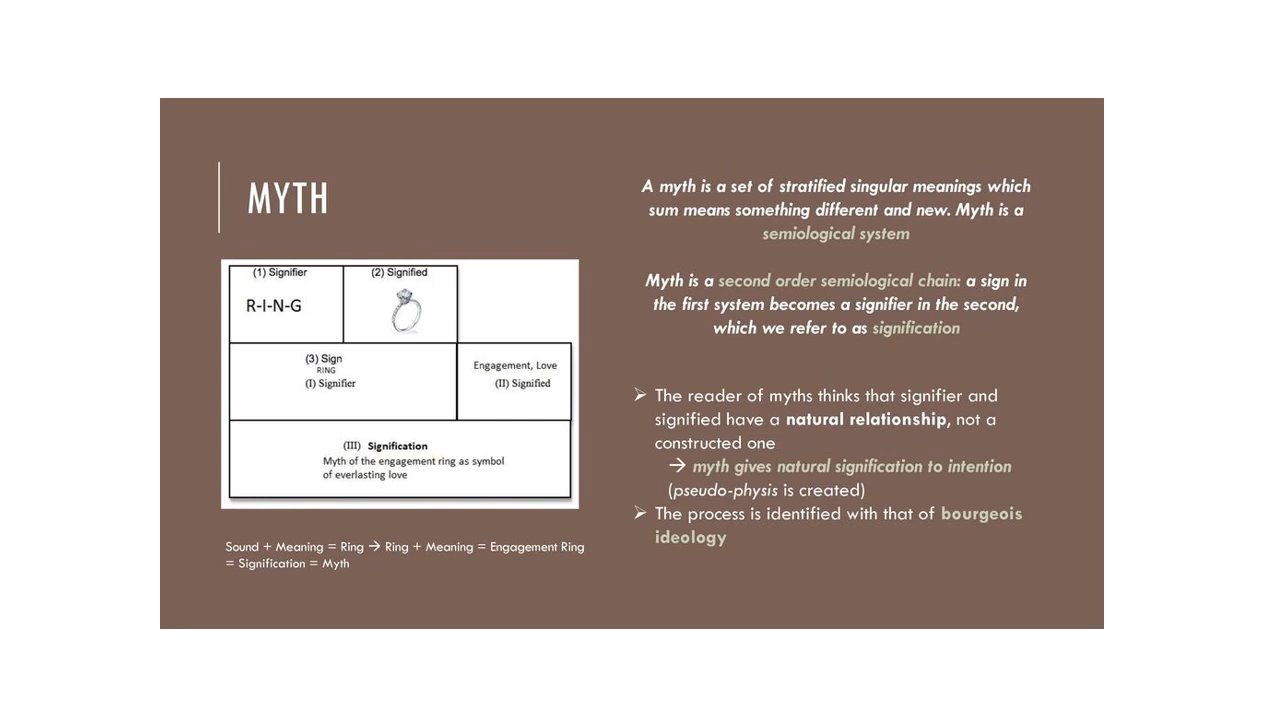 MYTH
(1) Signifier
(2) Signified
R-I-N-G
(3) Sign
RING
(I) Signifier
Engagement, Love
(II) Signified
(III) Signification
Myth of the engagement ring as symbol
of everlasting love
Sound + Meaning = Ring → Ring + Meaning = Engagement Ring
= Signification = Myth
A myth is a set of stratified singular meanings which
sum means something different and new. Myth is a
semiological system
Myth is a second order semiological chain: a sign in
the first system becomes a signifier in the second,
which we refer to as signification
➢ The reader of myths thinks that signifier and
signified have a natural relationship, not a
constructed one
→ myth gives natural signification to intention
(pseudo-physis is created)
➢ The process is identified with that of bourgeois
ideology